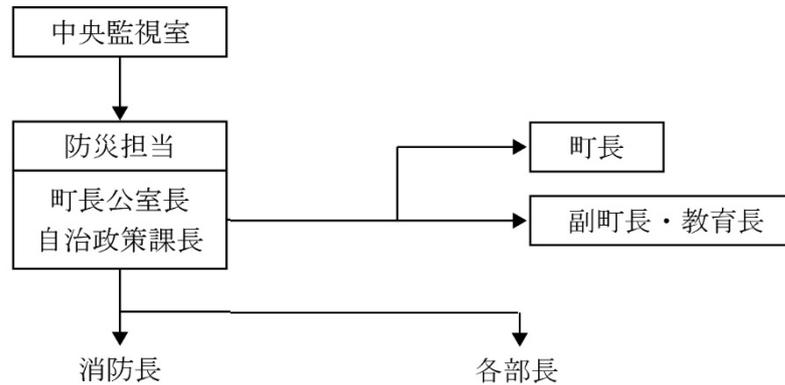 中央監視室
防災担当
町長公室長
自治政策課長
町長
副町長・教育長
消防長
各部長